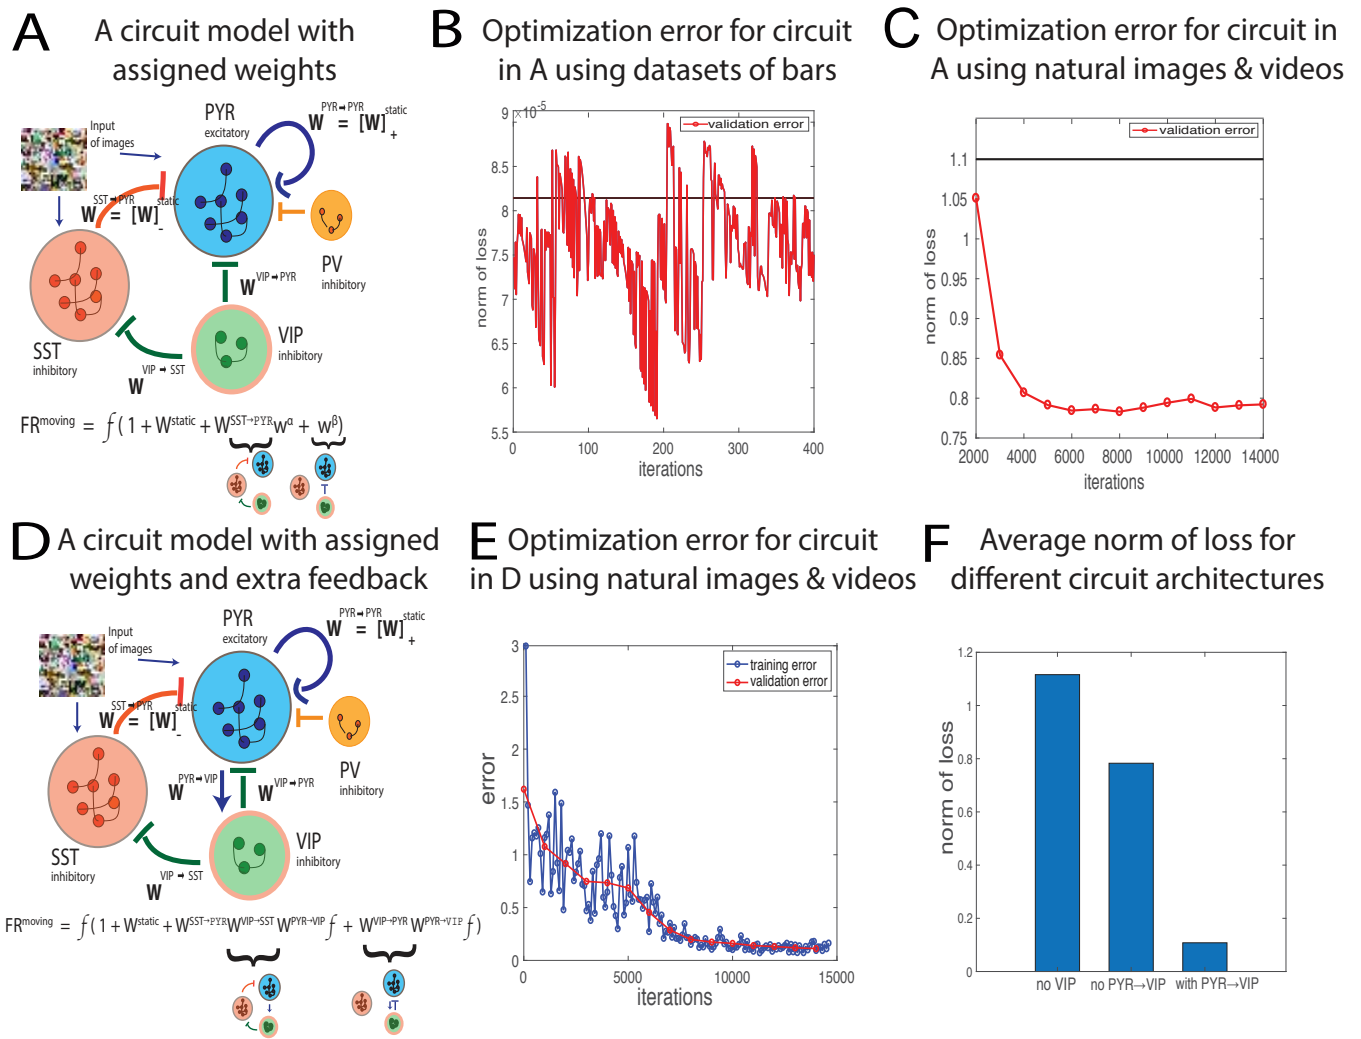 A
A circuit model with
assigned weights
Input
of images
PYR
excitatory
W^PYR➡PYR = [W]_+^static
W^SST➡PYR = [W]_-^static
PV
inhibitory
W^VIP➡PYR
VIP
inhibitory
SST
inhibitory
W^VIP➡SST
FR^moving = f(1+W^static+W^SST→PYR w^α + w^β)
B
Optimization error for circuit
in A using datasets of bars
×10^-5
validation error
9
8.5
8
7.5
7
6.5
6
5.5
norm of loss
0 100 200 300 400
iterations
C
Optimization error for circuit in
A using natural images & videos
validation error
1.1
1.05
1
0.95
0.9
0.85
0.8
0.75
norm of loss
2000 4000 6000 8000 10000 12000 14000
iterations
D
A circuit model with assigned
weights and extra feedback
Input
of images
PYR
excitatory
W^PYR➡PYR = [W]_+^static
W^SST➡PYR = [W]_-^static
PV
inhibitory
W^PYR➡VIP
W^VIP➡PYR
VIP
inhibitory
SST
inhibitory
W^VIP➡SST
FR^moving = f(1+W^static+W^SST→PYR W^VIP→SST W^PYR→VIP f + W^VIP→PYR W^PYR→VIP f)
E
Optimization error for circuit
in D using natural images & videos
training error
validation error
3
2.5
2
1.5
1
0.5
0
error
0 5000 10000 15000
iterations
F
Average norm of loss for
different circuit architectures
1.2
1
0.8
0.6
0.4
0.2
0
norm of loss
no VIP no PYR→VIP with PYR→VIP